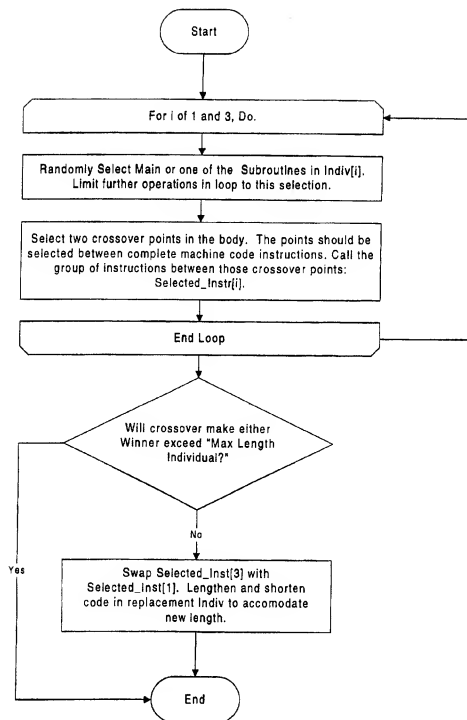 Start
For i of 1 and 3, Do.
Randomly Select Main or one of the Subroutines in Indiv[i].
Limit further operations in loop to this selection.
Select two crossover points in the body. The points should be
selected between complete machine code instructions. Call the
group of instructions between those crossover points:
Selected_Instr[i].
End Loop
Will crossover make either
Winner exceed "Max Length
Individual?"
No
Yes
Swap Selected_Inst[3] with
Selected_Inst[1]. Lengthen and shorten
code in replacement Indiv to accomodate
new length.
End